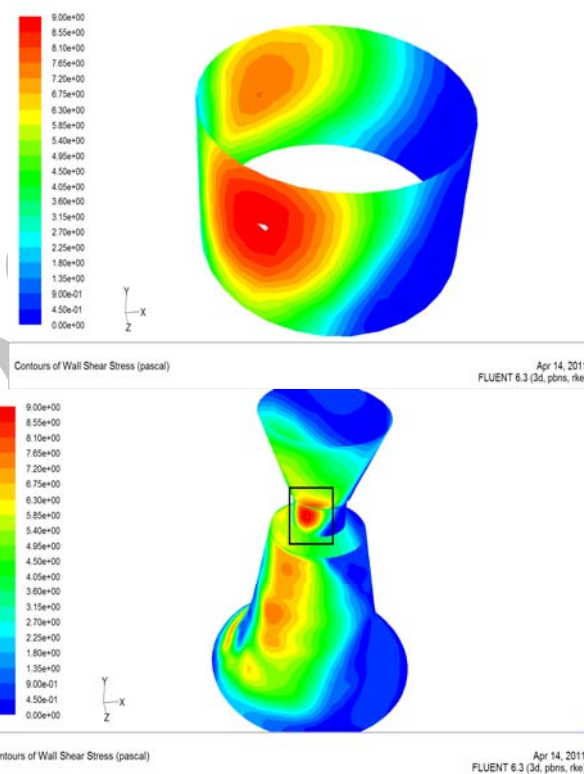 9.00e+00
8.55e+00
8.10e+00
7.65e+00
7.20e+00
6.75e+00
6.30e+00
5.85e+00
5.40e+00
4.95e+00
4.50e+00
4.05e+00
3.60e+00
3.15e+00
2.70e+00
2.25e+00
1.80e+00
1.35e+00
9.00e-01
4.50e-01
0.00e+00
Y
X
Z
Contours of Wall Shear Stress (pascal)
Apr 14, 2011
FLUENT 6.3 (3d, pbns, rke
9.00e+00
8.55e+00
8.10e+00
7.65e+00
7.20e+00
6.75e+00
6.30e+00
5.85e+00
5.40e+00
4.95e+00
4.50e+00
4.05e+00
3.60e+00
3.15e+00
2.70e+00
2.25e+00
1.80e+00
1.35e+00
9.00e-01
4.50e-01
0.00e+00
Y
X
Z
ntours of Wall Shear Stress (pascal)
Apr 14, 2011
FLUENT 6.3 (3d, pbns, rke